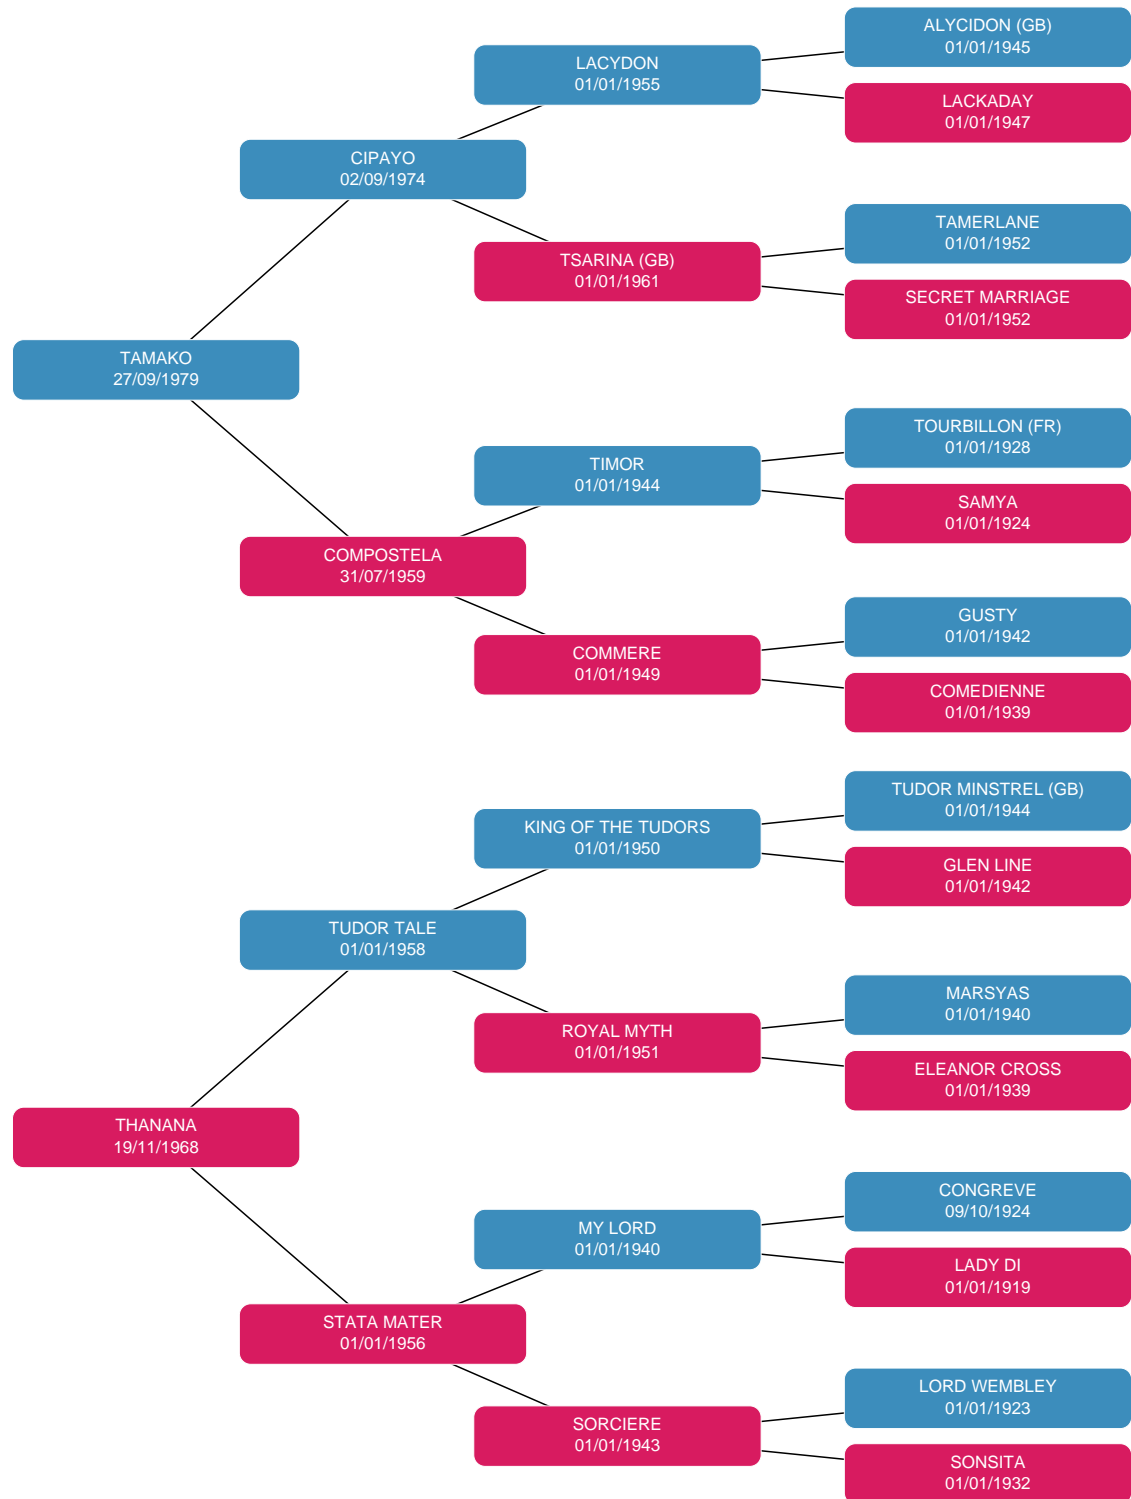 ALYCIDON (GB)
01/01/1945
LACYDON
01/01/1955
LACKADAY
01/01/1947
CIPAYO
02/09/1974
TAMERLANE
01/01/1952
TSARINA (GB)
01/01/1961
SECRET MARRIAGE
01/01/1952
TAMAKO
27/09/1979
TOURBILLON (FR)
01/01/1928
TIMOR
01/01/1944
SAMYA
01/01/1924
COMPOSTELA
31/07/1959
GUSTY
01/01/1942
COMMERE
01/01/1949
COMEDIENNE
01/01/1939
TUDOR MINSTREL (GB)
01/01/1944
KING OF THE TUDORS
01/01/1950
GLEN LINE
01/01/1942
TUDOR TALE
01/01/1958
MARSYAS
01/01/1940
ROYAL MYTH
01/01/1951
ELEANOR CROSS
01/01/1939
THANANA
19/11/1968
CONGREVE
09/10/1924
MY LORD
01/01/1940
LADY DI
01/01/1919
STATA MATER
01/01/1956
LORD WEMBLEY
01/01/1923
SORCIERE
01/01/1943
SONSITA
01/01/1932